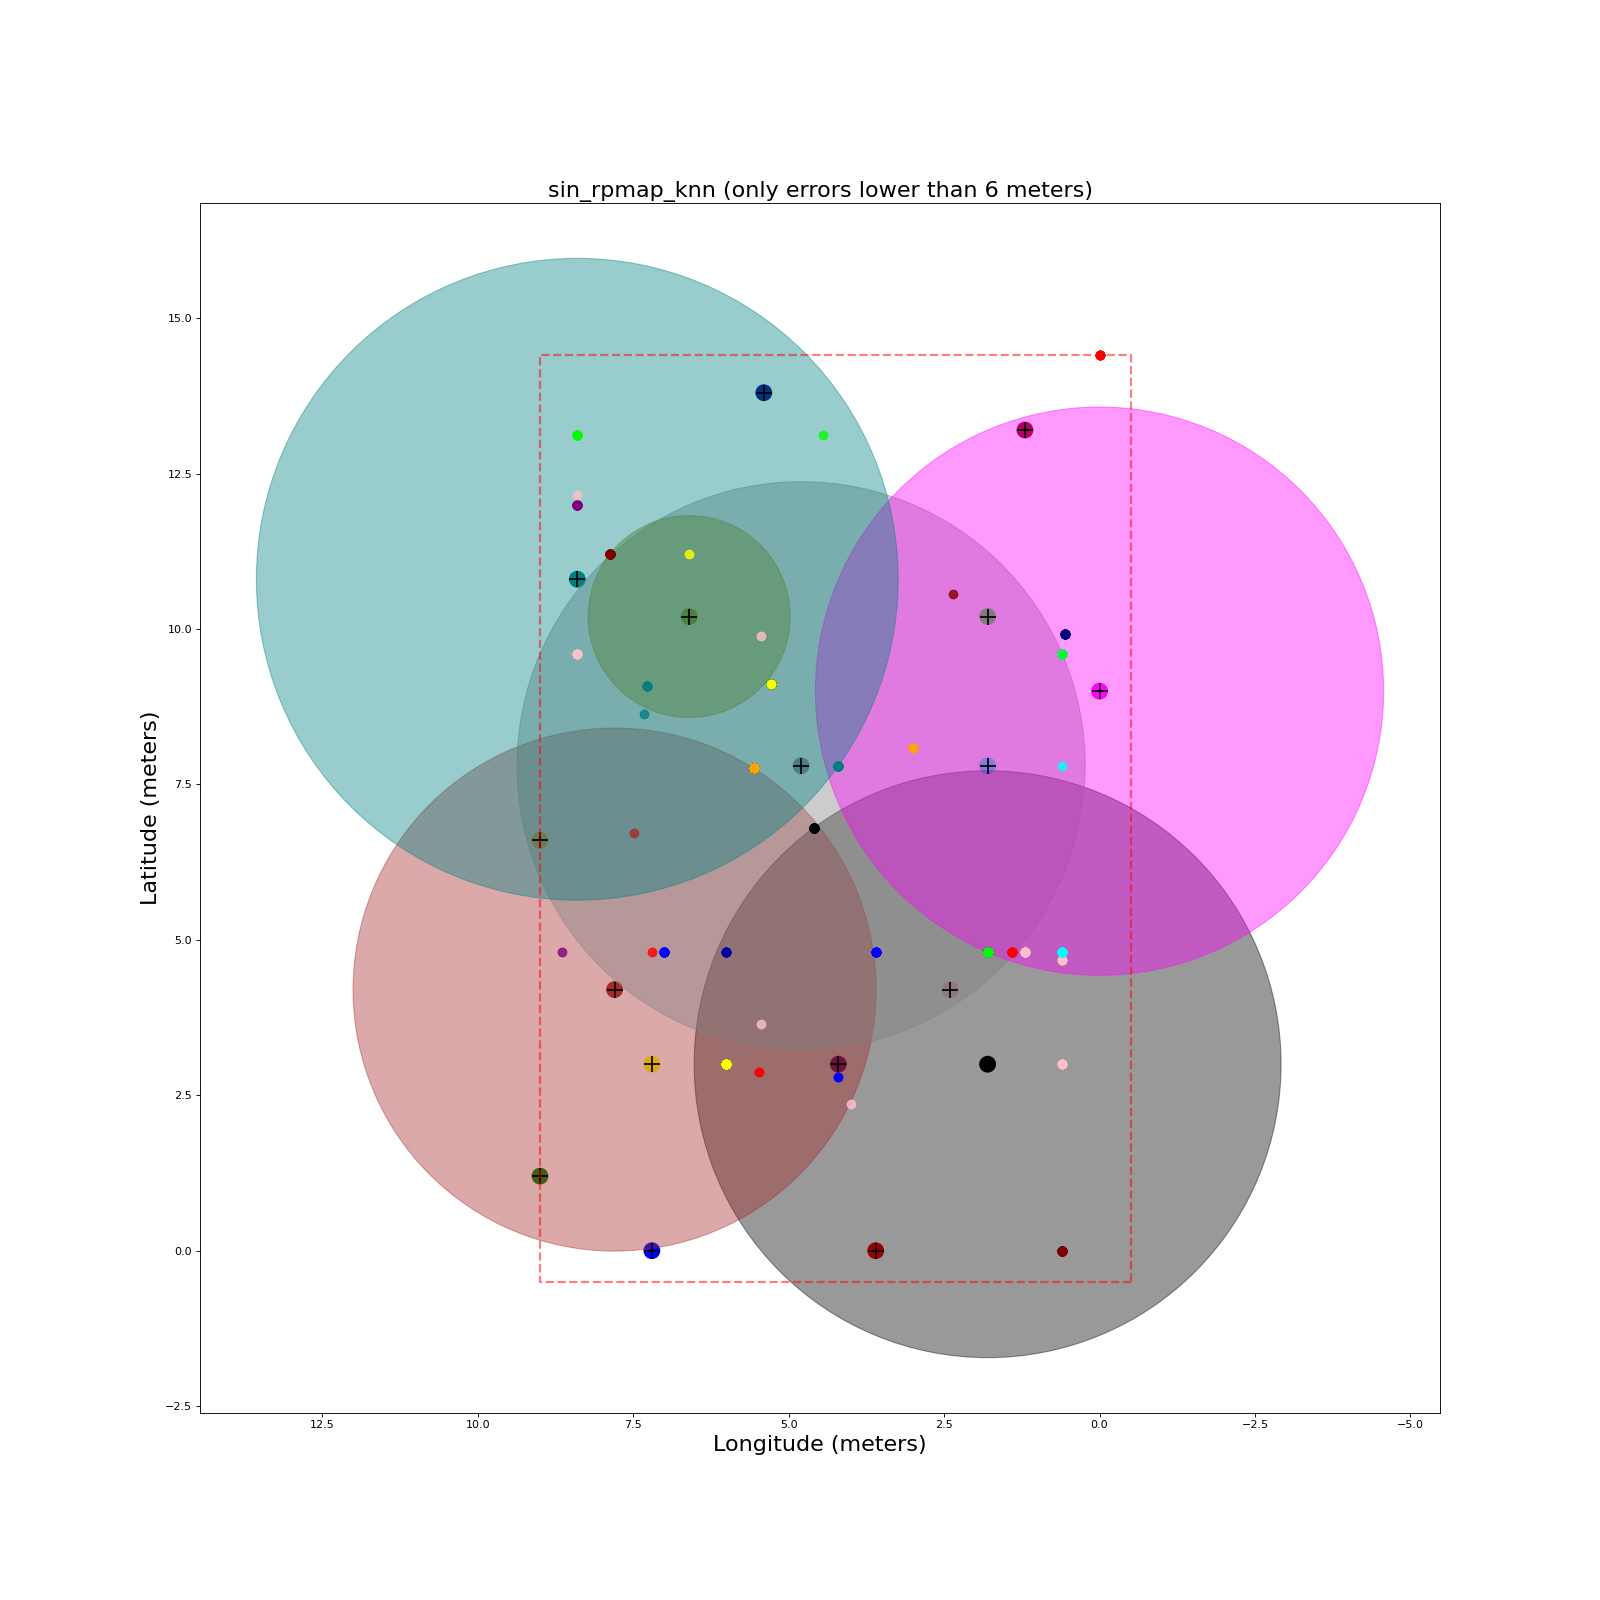 sin_rpmap_knn (only errors lower than 6 meters)
Latitude (meters)
15.0
12.5
10.0
7.5
5.0
2.5
0.0
−2.5
12.5 10.0 7.5 5.0 2.5 0.0 −2.5 −5.0
Longitude (meters)